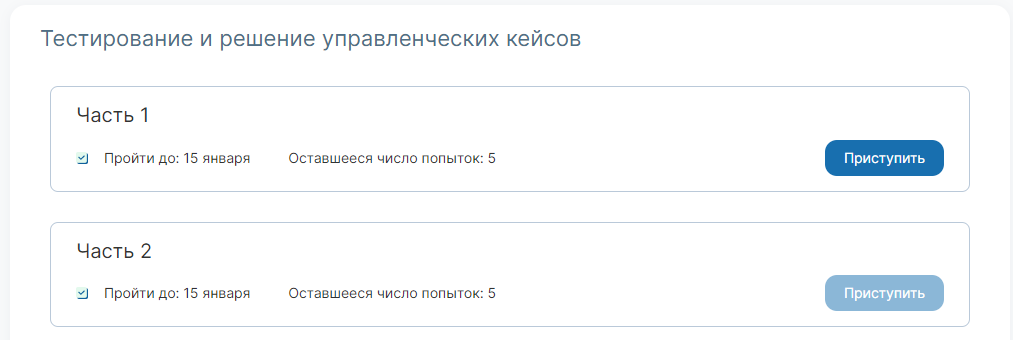 Тестирование и решение управленческих кейсов
Часть 1
Пройти до: 15 января Оставшееся число попыток: 5 Приступить
Часть 2
Пройти до: 15 января Оставшееся число попыток: 5 Приступить